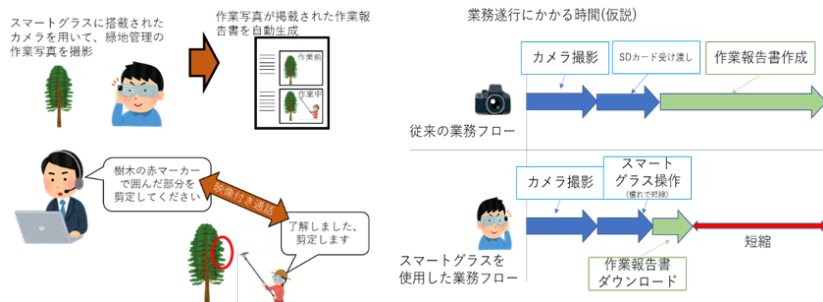 スマートグラスに搭載された
カメラを用いて、緑地管理の
作業写真を撮影
作業写真が掲載された作業報
告書を自動生成
作業前
作業中
樹木の赤マーカー
で囲んだ部分を
剪定してください
映像付き通話
了解しました、
剪定します
業務遂行にかかる時間(仮説)
カメラ撮影
SDカード受け渡し
作業報告書作成
従来の業務フロー
カメラ撮影
スマート
グラス操作
(慣れで短縮)
短縮
スマートグラスを
使用した業務フロー
作業報告書
ダウンロード